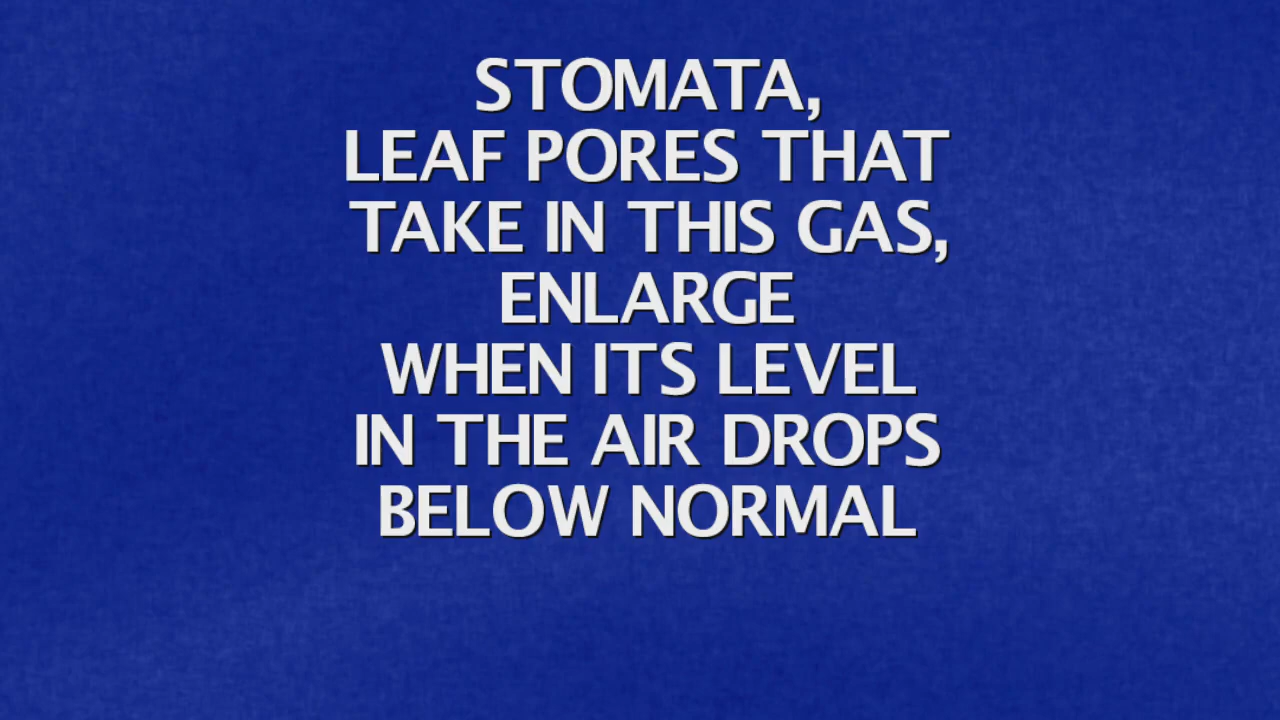 STOMATA,
LEAF PORES THAT
TAKE IN THIS GAS,
ENLARGE
WHEN ITS LEVEL
IN THE AIR DROPS
BELOW NORMAL